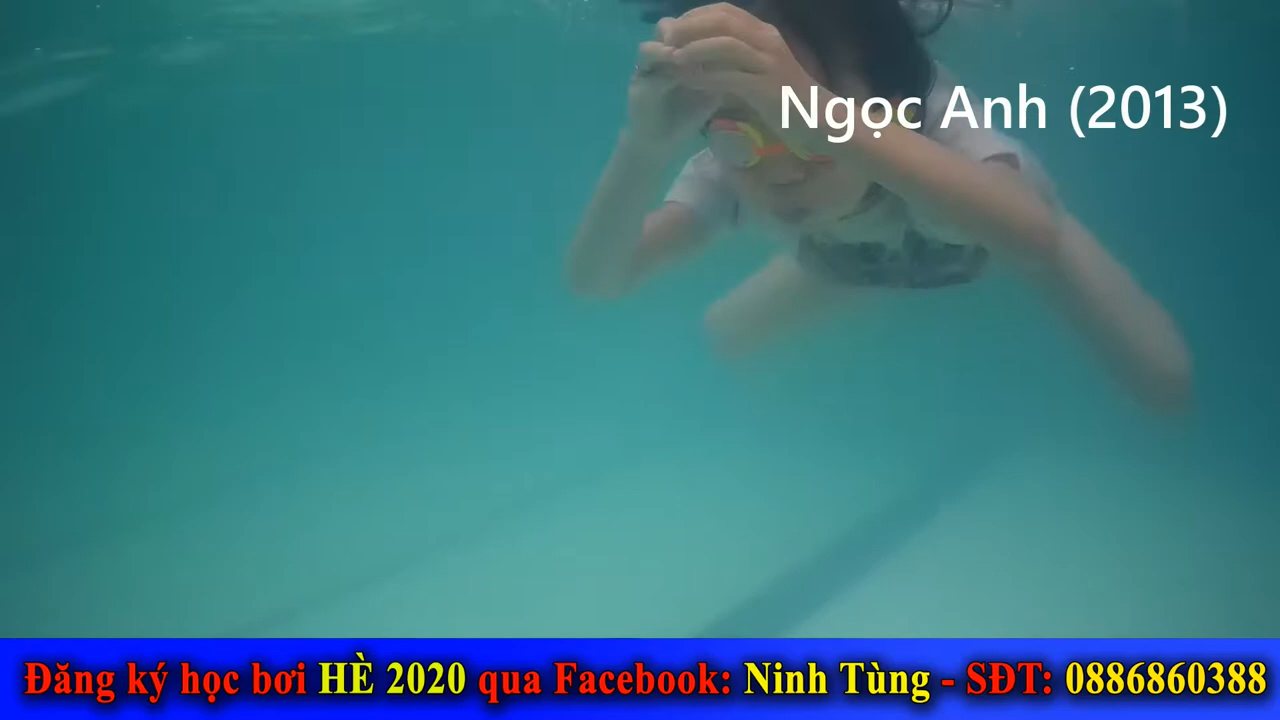 Ngọc Anh (2013)
Đăng ký học bơi HÈ 2020 qua Facebook: Ninh Tùng - SĐT: 0886860388